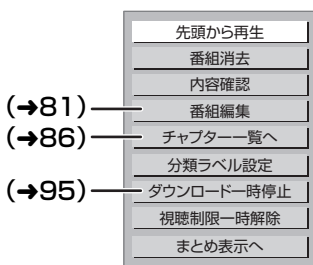 先頭から再生
番組消去
内容確認
(➔81) 番組編集
(➔86) チャプター一覧へ
分類ラベル設定
(➔95) ダウンロード一時停止
視聴制限一時解除
まとめ表示へ